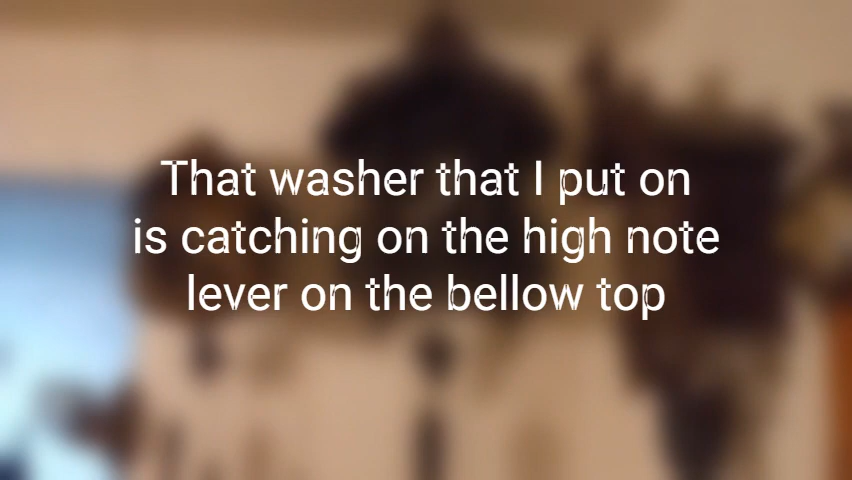 That washer that I put on
is catching on the high note
lever on the bellow top